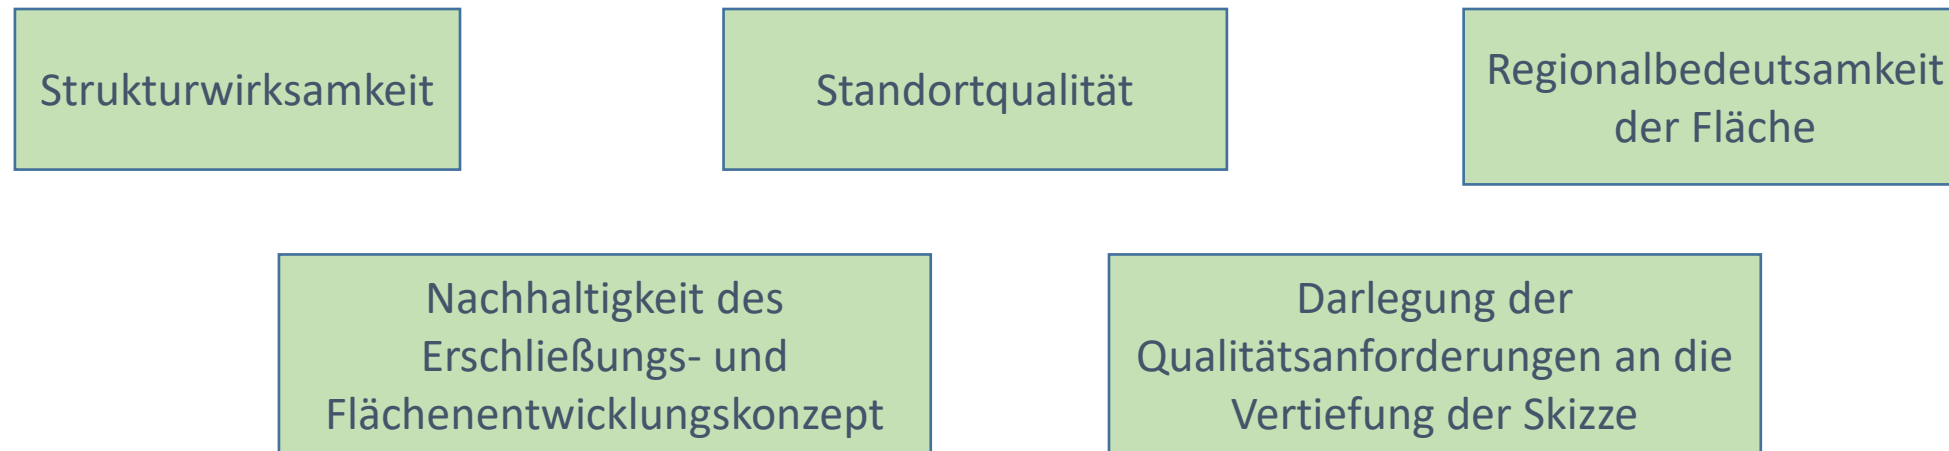 Strukturwirksamkeit
Standortqualität
Regionalbedeutsamkeit
der Fläche
Nachhaltigkeit des
Erschließungs- und
Flächenentwicklungskonzept
Darlegung der
Qualitätsanforderungen an die
Vertiefung der Skizze